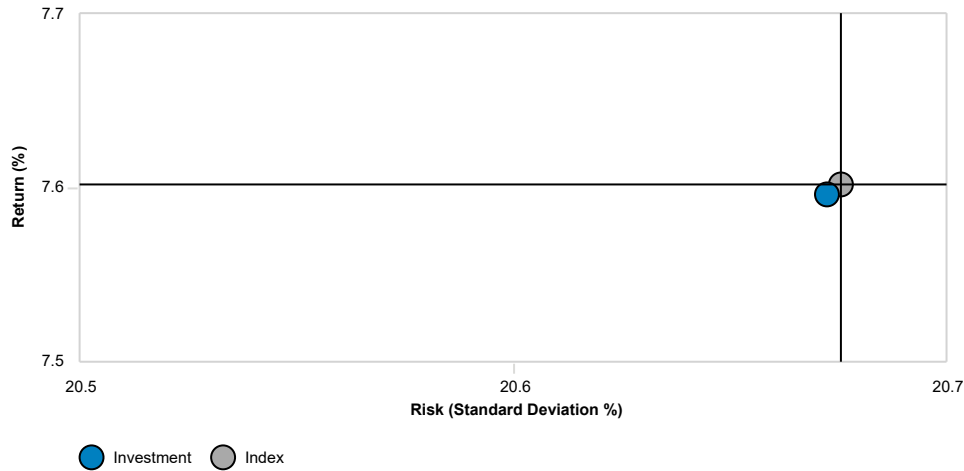 7.7
Return (%)
7.6
7.5
20.5
20.6
20.7
Risk (Standard Deviation %)
Investment
Index